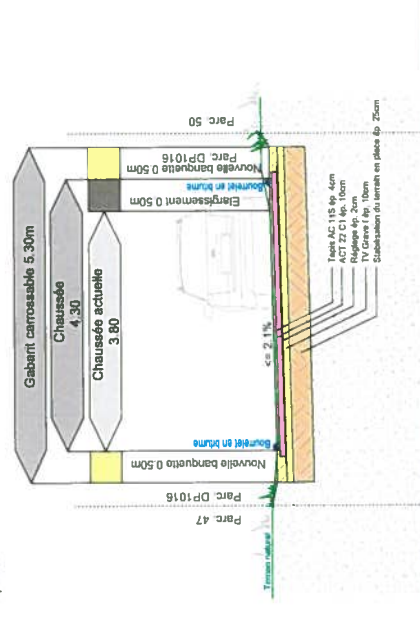 Gabarit carrossable 5.30m
Chaussée
4.30
Chaussée actuelle
3.80
Parc. 47
Parc. DP1016
Nouvelle banquette 0.50m
Bourrelet en bitume
Elargissement 0.50m
Bourrelet en bitume
Nouvelle banquette 0.50m
Parc. DP1016
Parc. 50
Terrain naturel
<= 2.1%
Tapis AC 11S ép. 4cm
ACT 22 C1 ép. 10cm
Réglage ép. 2cm
TV Grave I ép. 10cm
Stabilisation du terrain en place ép. 25cm